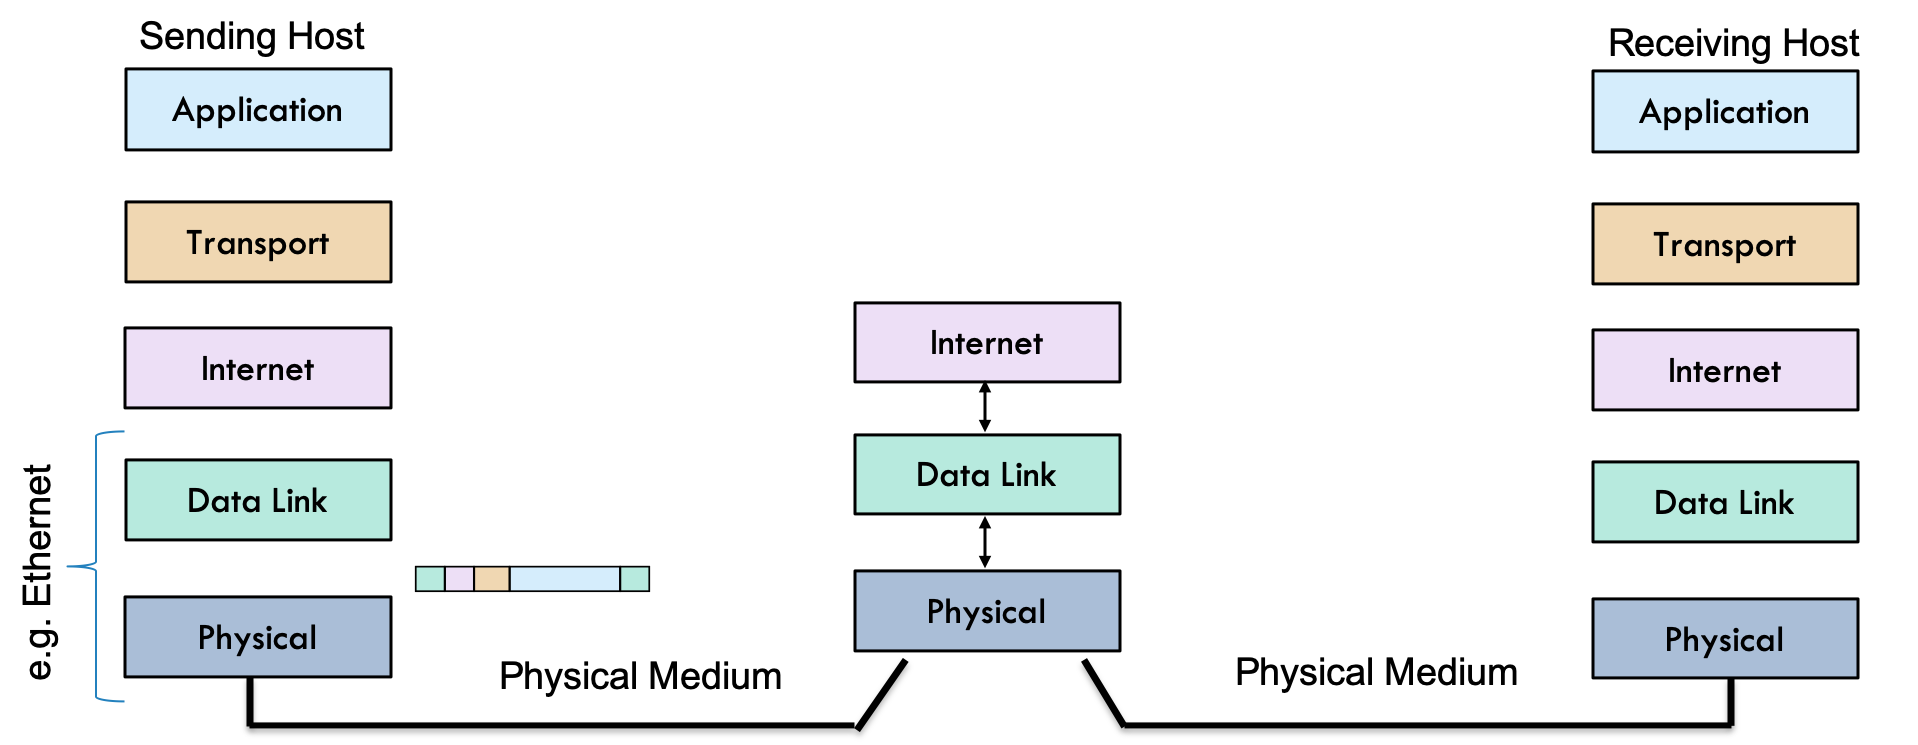 Sending Host
Application
Transport
Internet
Data Link
Physical
e.g. Ethernet
Physical Medium
Internet
Data Link
Physical
Physical Medium
Receiving Host
Application
Transport
Internet
Data Link
Physical